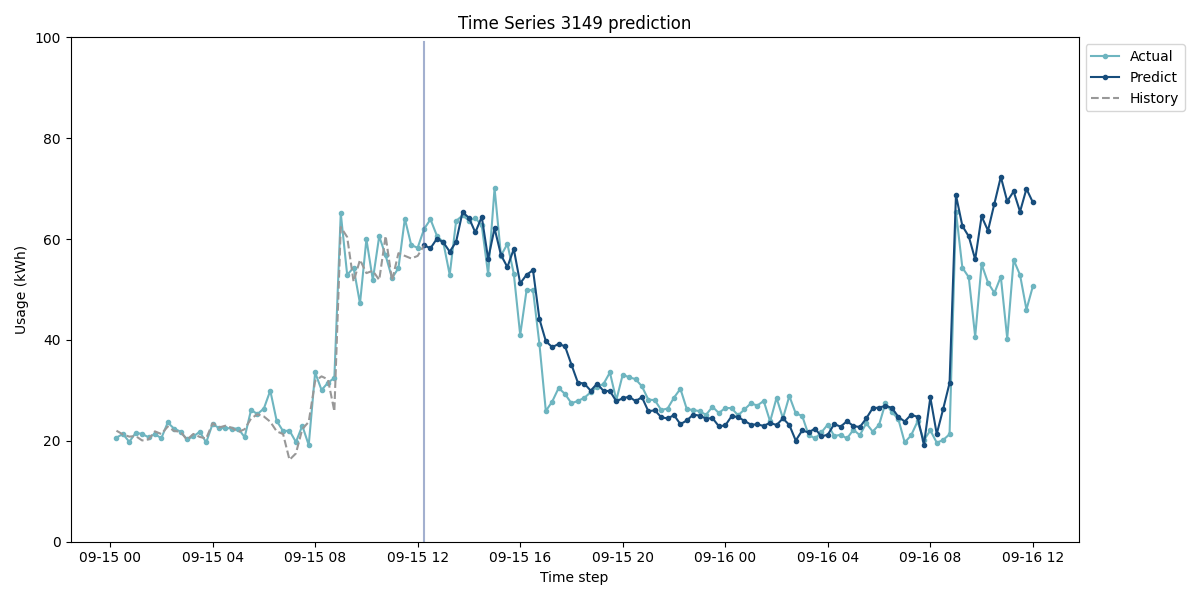 Time Series 3149 prediction
Usage (kWh)
100
80
60
40
20
0
09-15 00
09-15 04
09-15 08
09-15 12
09-15 16
09-15 20
09-16 00
09-16 04
09-16 08
09-16 12
Time step
Actual
Predict
History